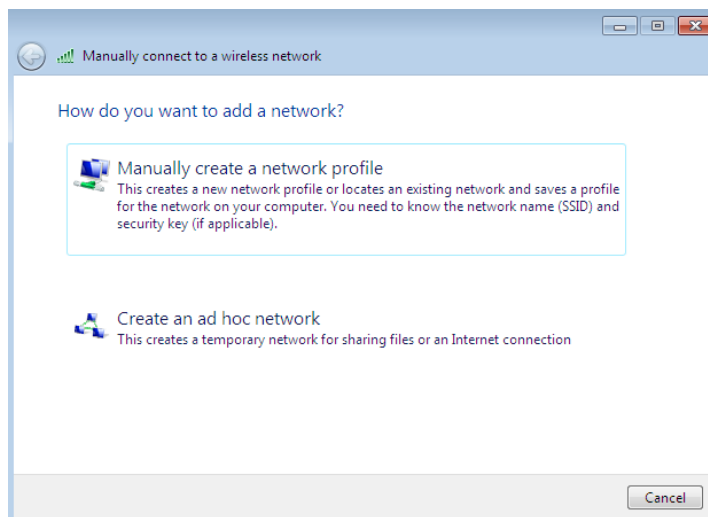 Manually connect to a wireless network
How do you want to add a network?
Manually create a network profile
This creates a new network profile or locates an existing network and saves a profile
for the network on your computer. You need to know the network name (SSID) and
security key (if applicable).
Create an ad hoc network
This creates a temporary network for sharing files or an Internet connection
Cancel